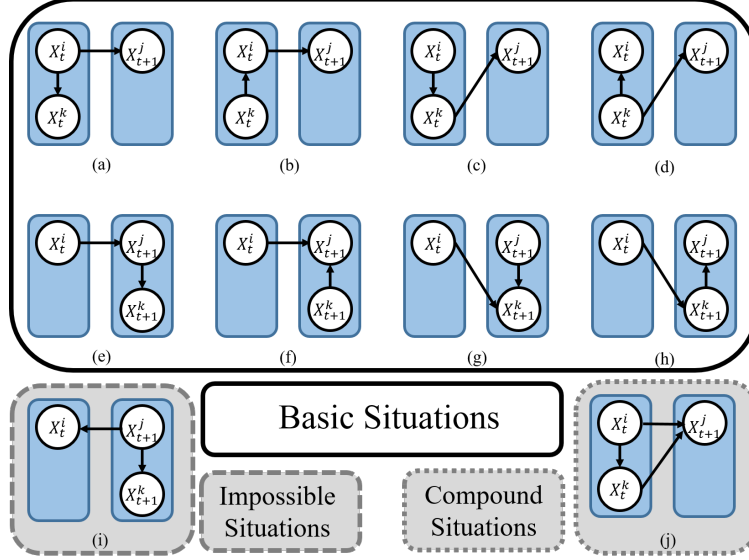 X_t^i X_{t+1}^j X_t^i X_{t+1}^j X_t^i X_{t+1}^j X_t^i X_{t+1}^j
X_t^k X_t^k X_t^k X_t^k
(a) (b) (c) (d)
X_t^i X_{t+1}^j X_t^i X_{t+1}^j X_t^i X_{t+1}^j X_t^i X_{t+1}^j
X_{t+1}^k X_{t+1}^k X_{t+1}^k X_{t+1}^k
(e) (f) (g) (h)
X_t^i X_{t+1}^j
X_{t+1}^k
(i)
Basic Situations
Impossible
Situations
Compound
Situations
X_t^i X_{t+1}^j
X_t^k
(j)